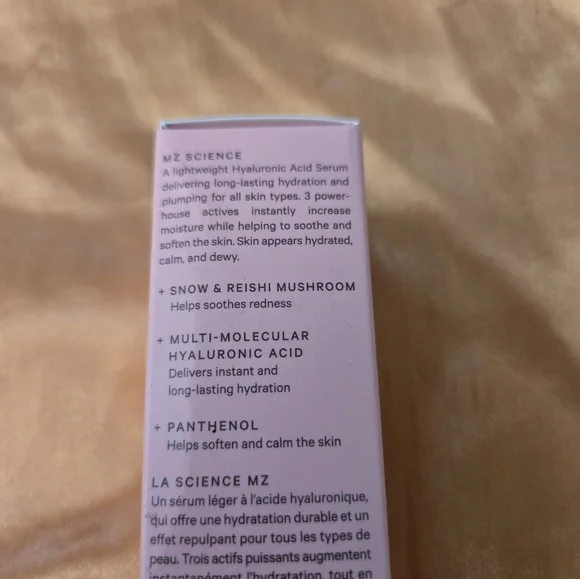 MZ SCIENCE
A lightweight Hyaluronic Acid Serum
delivering long-lasting hydration and
plumping for all skin types. 3 power-
house actives instantly increase
moisture while helping to soothe and
soften the skin. Skin appears hydrated,
calm, and dewy.
+ SNOW & REISHI MUSHROOM
Helps soothes redness
+ MULTI-MOLECULAR
HYALURONIC ACID
Delivers instant and
long-lasting hydration
+ PANTHENOL
Helps soften and calm the skin
LA SCIENCE MZ
Un sérum léger à l'acide hyaluronique,
qui offre une hydratation durable et un
effet repulpant pour tous les types de
peau. Trois actifs puissants augmentent
instantanément l'hydratation, tout en